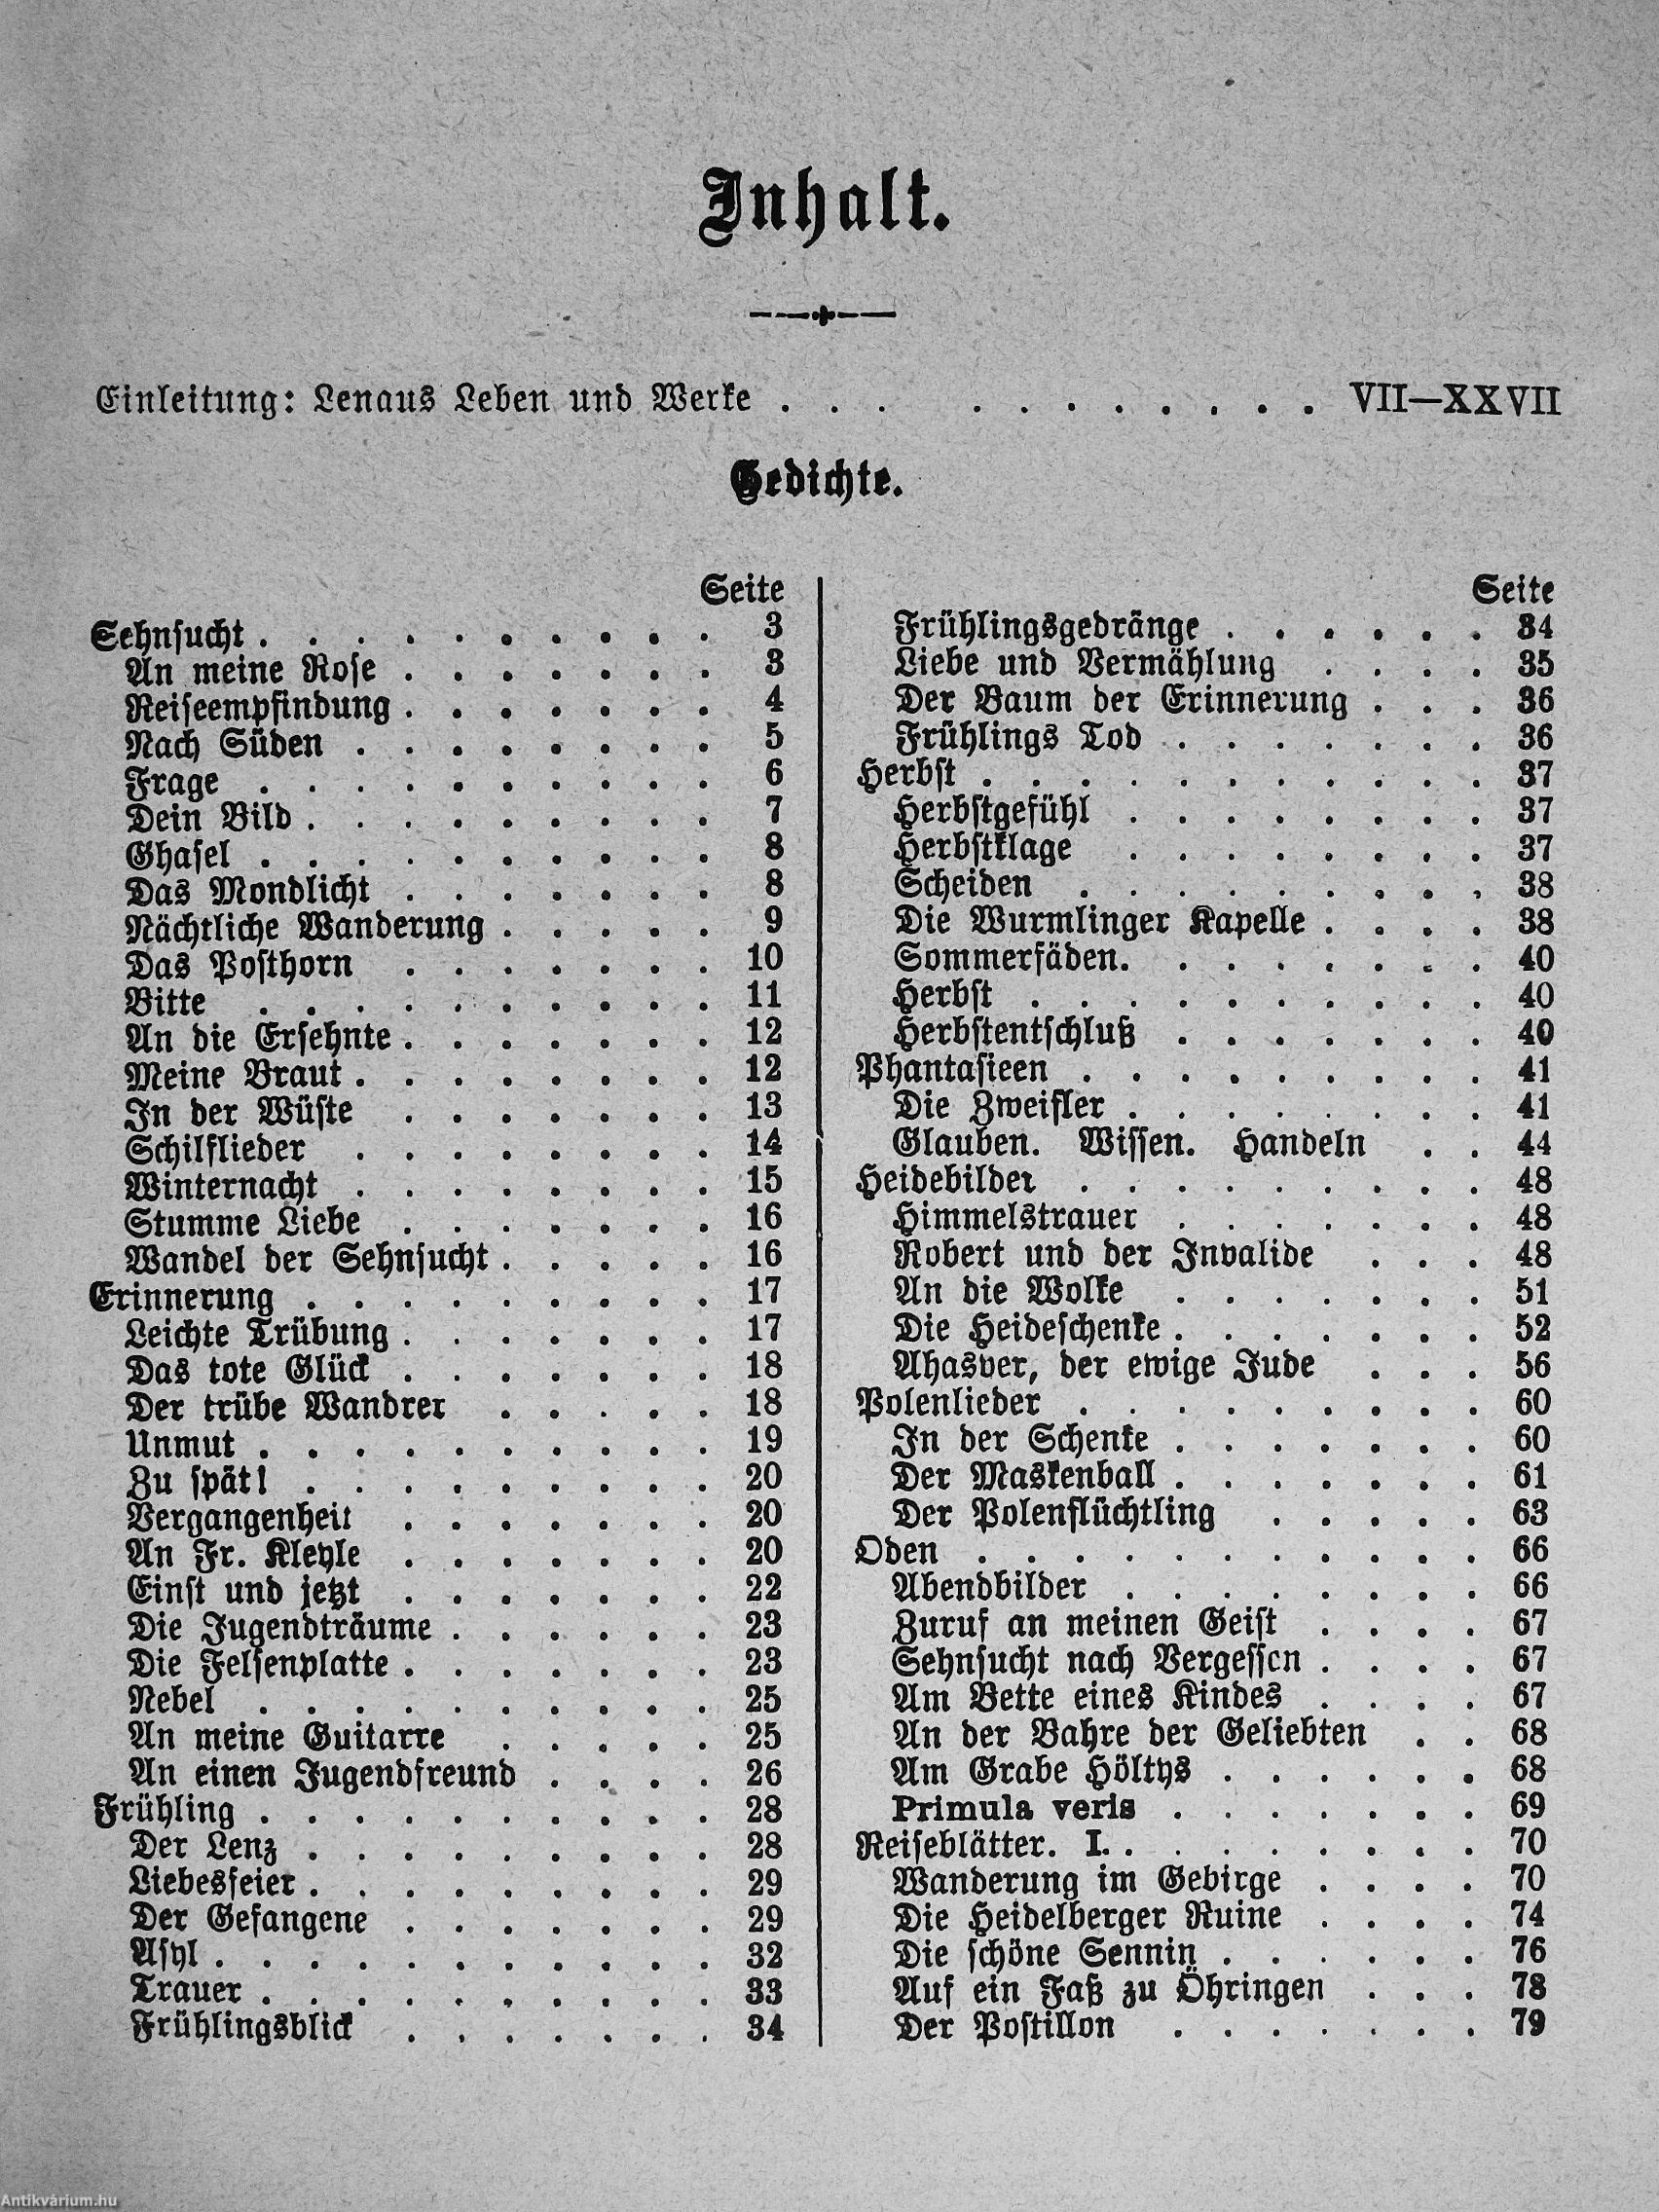 Inhalt.
Einleitung: Lenaus Leben und Werke . . . . . . . . . . . VII—XXVII
Gedichte.
Seite
Sehnsucht . . . . . . . . . . 3
An meine Rose . . . . . . . 3
Reiseempfindung . . . . . . . 4
Nach Süden . . . . . . . . 5
Frage . . . . . . . . . . 6
Dein Bild . . . . . . . . . 7
Ghasel . . . . . . . . . . 8
Das Mondlicht . . . . . . . 8
Nächtliche Wanderung . . . . . 9
Das Posthorn . . . . . . . 10
Bitte . . . . . . . . . . 11
An die Ersehnte . . . . . . . 12
Meine Braut . . . . . . . . 12
In der Wüste . . . . . . . 13
Schilflieder . . . . . . . . 14
Winternacht . . . . . . . . 15
Stumme Liebe . . . . . . . 16
Wandel der Sehnsucht . . . . . 16
Erinnerung . . . . . . . . . 17
Leichte Trübung . . . . . . . 17
Das tote Glück . . . . . . . 18
Der trübe Wandrer . . . . . 18
Unmut . . . . . . . . . . 19
Zu spät! . . . . . . . . . 20
Vergangenheit . . . . . . . 20
An Fr. Kleyle . . . . . . . 20
Einst und jetzt . . . . . . . 22
Die Jugendträume . . . . . . 23
Die Felsenplatte . . . . . . . 23
Nebel . . . . . . . . . . 25
An meine Guitarre . . . . . 25
An einen Jugendfreund . . . . 26
Frühling . . . . . . . . . . 28
Der Lenz . . . . . . . . . 28
Liebesfeier . . . . . . . . . 29
Der Gefangene . . . . . . . 29
Asyl . . . . . . . . . . . 32
Trauer . . . . . . . . . . 33
Frühlingsblick . . . . . . . 34
Seite
Frühlingsgedränge . . . . . . 34
Liebe und Vermählung . . . . 35
Der Baum der Erinnerung . . . 36
Frühlings Tod . . . . . . . 36
Herbst . . . . . . . . . . . 37
Herbstgefühl . . . . . . . . 37
Herbstklage . . . . . . . . 37
Scheiden . . . . . . . . . 38
Die Wurmlinger Kapelle . . . . 38
Sommerfäden. . . . . . . . 40
Herbst . . . . . . . . . . 40
Herbstentschluß . . . . . . . 40
Phantasieen . . . . . . . . . 41
Die Zweifler . . . . . . . . 41
Glauben. Wissen. Handeln . . 44
Heidebilder . . . . . . . . . 48
Himmelstrauer . . . . . . . 48
Robert und der Invalide . . . 48
An die Wolke . . . . . . . 51
Die Heideschenke . . . . . . . 52
Ahasver, der ewige Jude . . . 56
Polenlieder . . . . . . . . . 60
In der Schenke . . . . . . . 60
Der Maskenball . . . . . . . 61
Der Polenflüchtling . . . . . 63
Oden . . . . . . . . . . . 66
Abendbilder . . . . . . . . 66
Zuruf an meinen Geist . . . . 67
Sehnsucht nach Vergessen . . . . 67
Am Bette eines Kindes . . . . 67
An der Bahre der Geliebten . . 68
Am Grabe Höltys . . . . . . 68
Primula veris . . . . . . . 69
Reiseblätter. I. . . . . . . . . 70
Wanderung im Gebirge . . . . 70
Die Heidelberger Ruine . . . . 74
Die schöne Sennin . . . . . . 76
Auf ein Faß zu Öhringen . . . 78
Der Postillon . . . . . . . 79
Antikvárium.hu